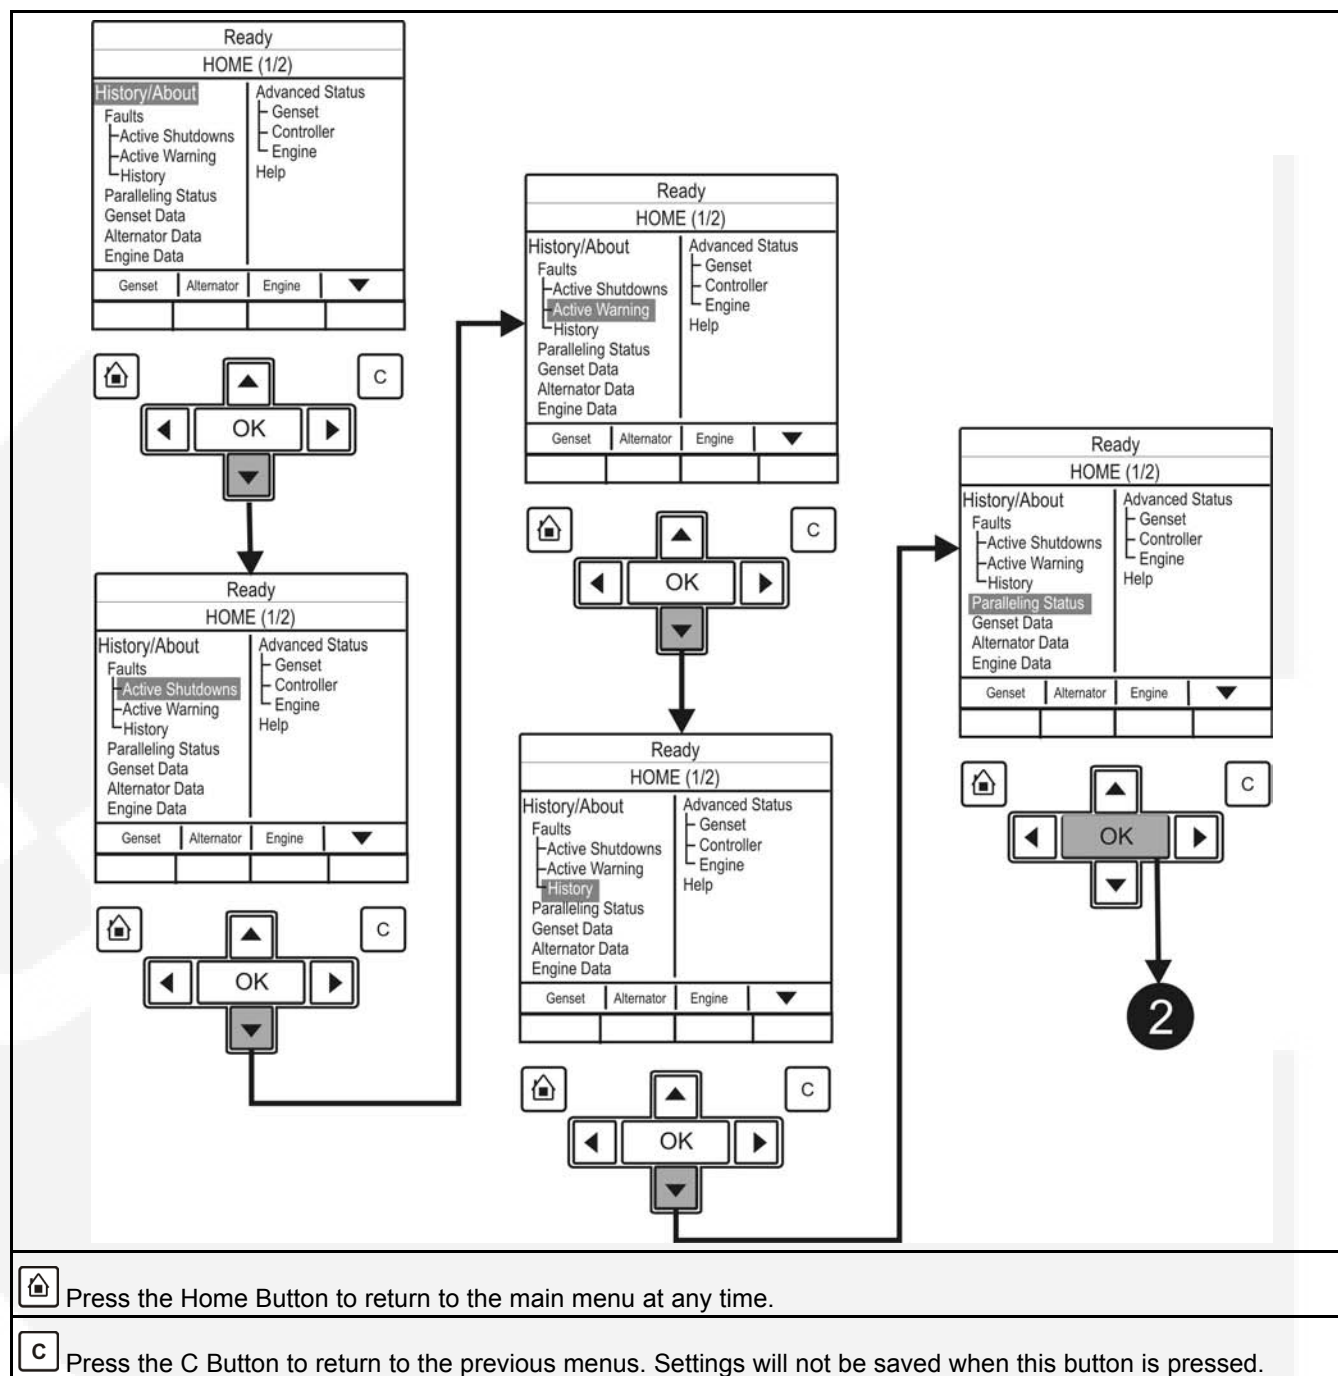 Ready
HOME (1/2)
History/About
Faults
Active Shutdowns
Active Warning
History
Paralleling Status
Genset Data
Alternator Data
Engine Data
Advanced Status
Genset
Controller
Engine
Help
Genset Alternator Engine
C
OK
Ready
HOME (1/2)
History/About
Faults
Active Shutdowns
Active Warning
History
Paralleling Status
Genset Data
Alternator Data
Engine Data
Advanced Status
Genset
Controller
Engine
Help
Genset Alternator Engine
C
OK
Ready
HOME (1/2)
History/About
Faults
Active Shutdowns
Active Warning
History
Paralleling Status
Genset Data
Alternator Data
Engine Data
Advanced Status
Genset
Controller
Engine
Help
Genset Alternator Engine
C
OK
Ready
HOME (1/2)
History/About
Faults
Active Shutdowns
Active Warning
History
Paralleling Status
Genset Data
Alternator Data
Engine Data
Advanced Status
Genset
Controller
Engine
Help
Genset Alternator Engine
C
OK
Ready
HOME (1/2)
History/About
Faults
Active Shutdowns
Active Warning
History
Paralleling Status
Genset Data
Alternator Data
Engine Data
Advanced Status
Genset
Controller
Engine
Help
Genset Alternator Engine
C
OK
2
Press the Home Button to return to the main menu at any time.
C Press the C Button to return to the previous menus. Settings will not be saved when this button is pressed.